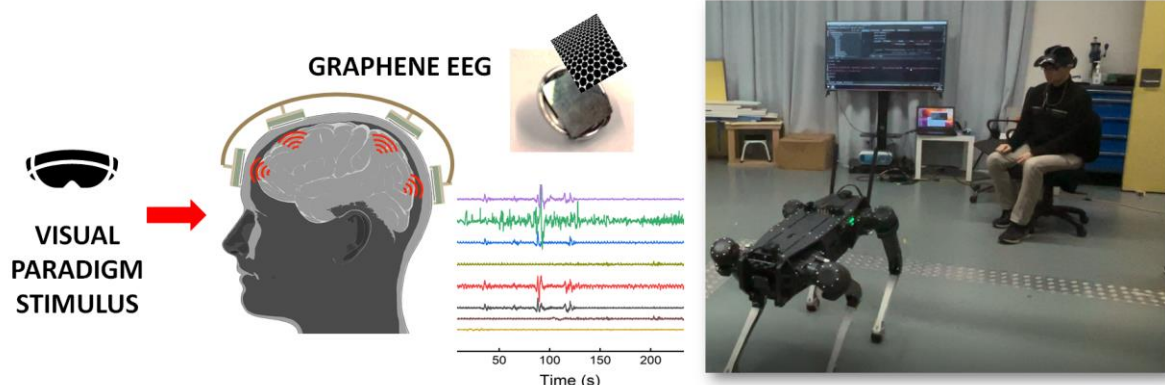 GRAPHENE EEG
VISUAL
PARADIGM
STIMULUS
50 100 150 200
Time (s)